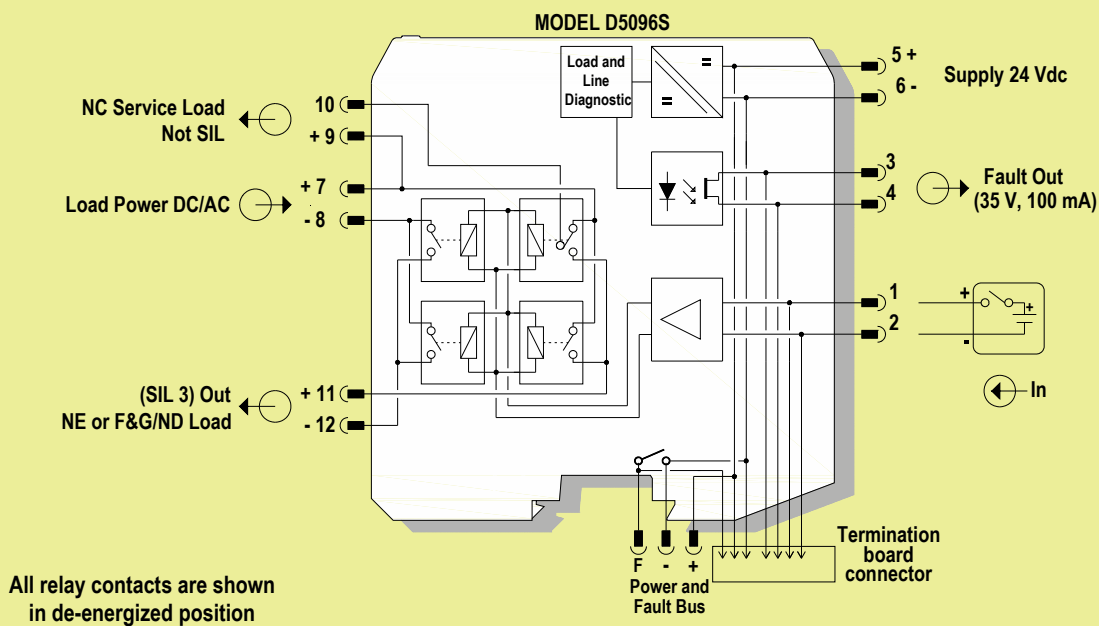 MODEL D5096S
Load and
Line
Diagnostic
=
=
5 +
6 -
Supply 24 Vdc
NC Service Load
Not SIL
10
+ 9
Load Power DC/AC
+ 7
- 8
3
4
Fault Out
(35 V, 100 mA)
1
2
+
+
-
In
(SIL 3) Out
NE or F&G/ND Load
+ 11
- 12
F - +
Power and
Fault Bus
Termination
board
connector
All relay contacts are shown
in de-energized position